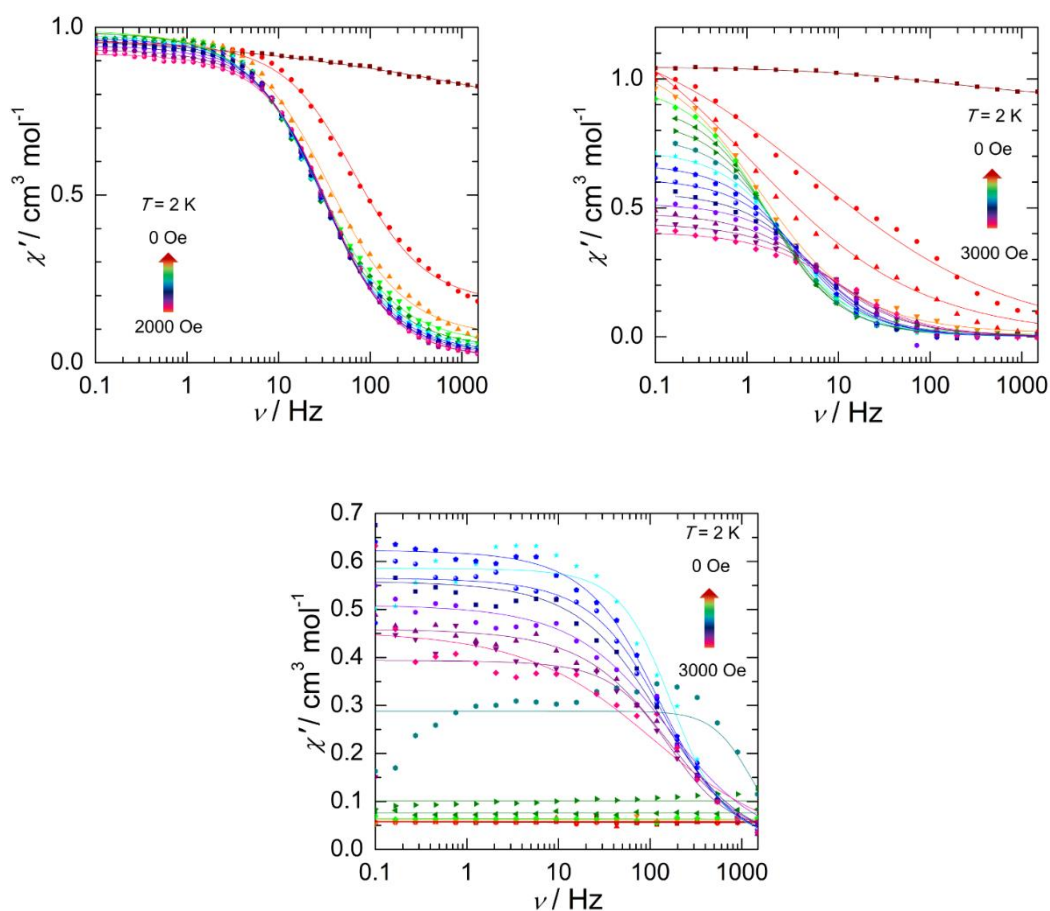 1.0
0.5
0.0
χ′ / cm³ mol⁻¹
T = 2 K
0 Oe
2000 Oe
0.1 1 10 100 1000
ν / Hz
1.0
0.5
0.0
χ′ / cm³ mol⁻¹
T = 2 K
0 Oe
3000 Oe
0.1 1 10 100 1000
ν / Hz
0.7
0.6
0.5
0.4
0.3
0.2
0.1
0.0
χ′ / cm³ mol⁻¹
T = 2 K
0 Oe
3000 Oe
0.1 1 10 100 1000
ν / Hz